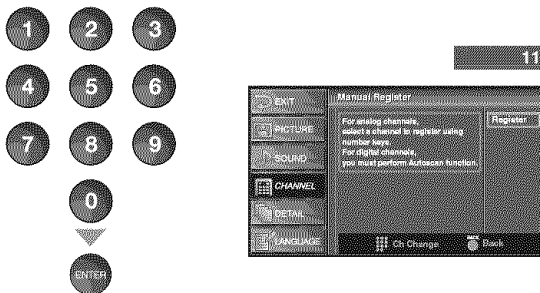 1 2 3
4 5 6
7 8 9
0
ENTER
11
EXIT
PICTURE
SOUND
CHANNEL
DETAIL
LANGUAGE
Manual Register
For analog channels,
select a channel to register using
number keys.
For digital channels,
you must perform Autoscan function.
Register
Ch Change
BACK
Back